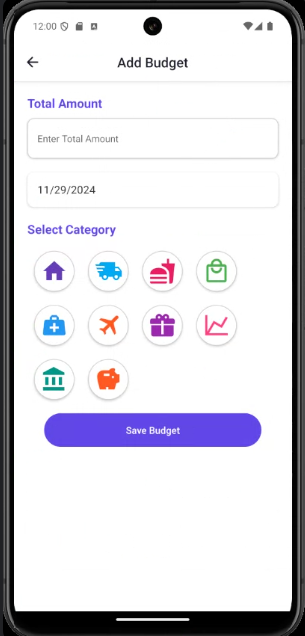 12:00
Add Budget
Total Amount
Enter Total Amount
11/29/2024
Select Category
Save Budget